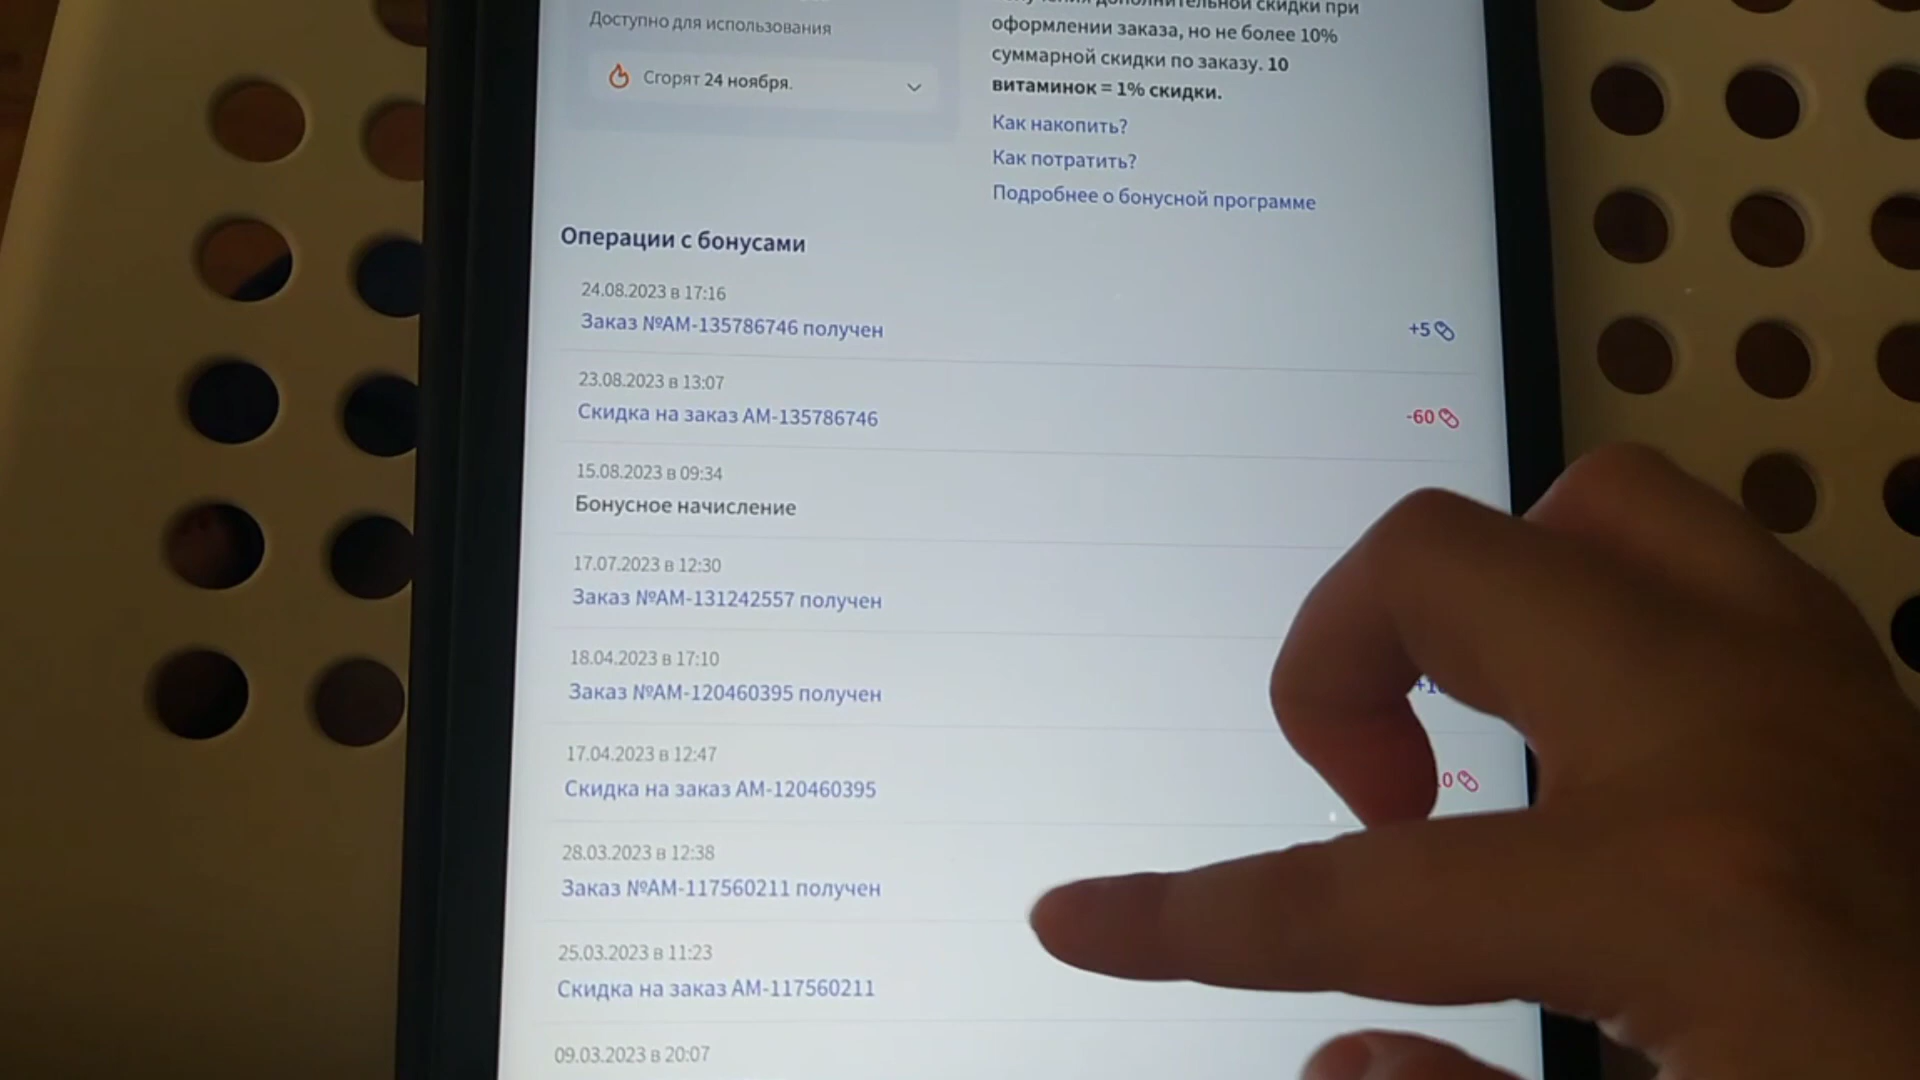 Доступно для использования
Сгорят 24 ноября.
дополнительной скидки при
оформлении заказа, но не более 10%
суммарной скидки по заказу. 10
витаминок = 1% скидки.
Как накопить?
Как потратить?
Подробнее о бонусной программе
Операции с бонусами
24.08.2023 в 17:16
Заказ №АМ-135786746 получен
+5
23.08.2023 в 13:07
Скидка на заказ АМ-135786746
-60
15.08.2023 в 09:34
Бонусное начисление
17.07.2023 в 12:30
Заказ №АМ-131242557 получен
18.04.2023 в 17:10
Заказ №АМ-120460395 получен
17.04.2023 в 12:47
Скидка на заказ АМ-120460395
28.03.2023 в 12:38
Заказ №АМ-117560211 получен
25.03.2023 в 11:23
Скидка на заказ АМ-117560211
09.03.2023 в 20:07